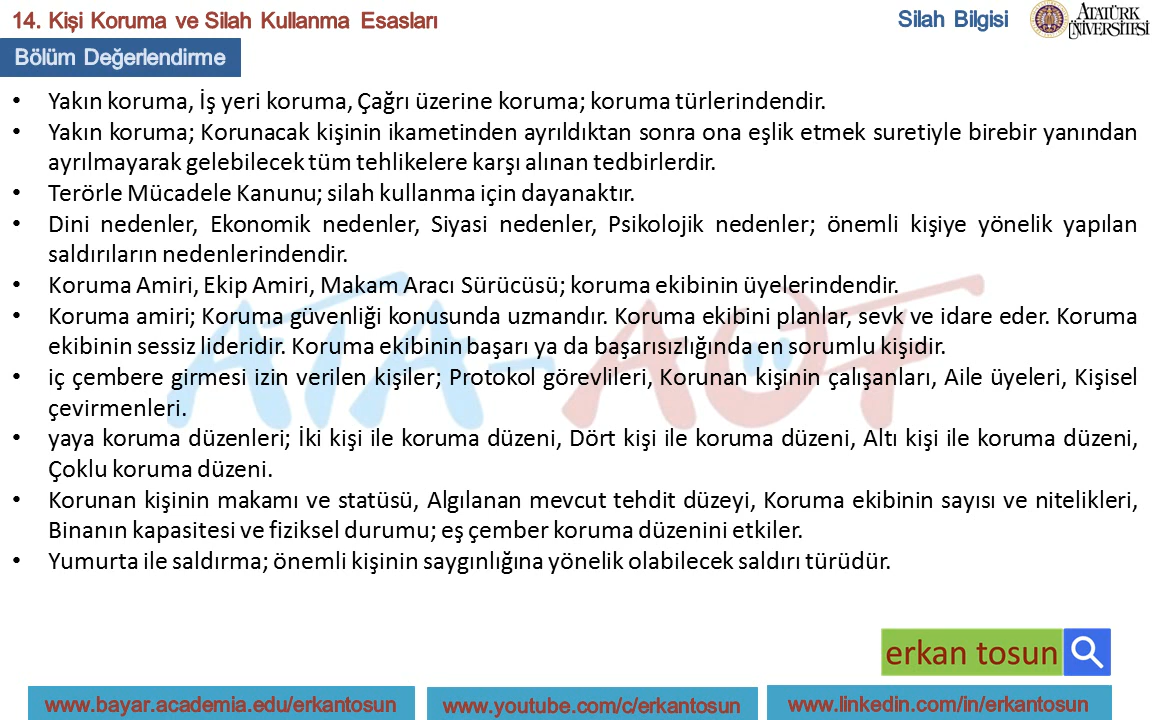 14. Kişi Koruma ve Silah Kullanma Esasları
Silah Bilgisi
ATATÜRK
ÜNİVERSİTESİ
Bölüm Değerlendirme
• Yakın koruma, İş yeri koruma, Çağrı üzerine koruma; koruma türlerindendir.
• Yakın koruma; Korunacak kişinin ikametinden ayrıldıktan sonra ona eşlik etmek suretiyle birebir yanından
ayrılmayarak gelebilecek tüm tehlikelere karşı alınan tedbirlerdir.
• Terörle Mücadele Kanunu; silah kullanma için dayanaktır.
• Dini nedenler, Ekonomik nedenler, Siyasi nedenler, Psikolojik nedenler; önemli kişiye yönelik yapılan
saldırıların nedenlerindendir.
• Koruma Amiri, Ekip Amiri, Makam Aracı Sürücüsü; koruma ekibinin üyelerindendir.
• Koruma amiri; Koruma güvenliği konusunda uzmandır. Koruma ekibini planlar, sevk ve idare eder. Koruma
ekibinin sessiz lideridir. Koruma ekibinin başarı ya da başarısızlığında en sorumlu kişidir.
• iç çembere girmesi izin verilen kişiler; Protokol görevlileri, Korunan kişinin çalışanları, Aile üyeleri, Kişisel
çevirmenleri.
• yaya koruma düzenleri; İki kişi ile koruma düzeni, Dört kişi ile koruma düzeni, Altı kişi ile koruma düzeni,
Çoklu koruma düzeni.
• Korunan kişinin makamı ve statüsü, Algılanan mevcut tehdit düzeyi, Koruma ekibinin sayısı ve nitelikleri,
Binanın kapasitesi ve fiziksel durumu; eş çember koruma düzenini etkiler.
• Yumurta ile saldırma; önemli kişinin saygınlığına yönelik olabilecek saldırı türüdür.
ATA-AÖF
erkan tosun
www.bayar.academia.edu/erkantosun
www.youtube.com/c/erkantosun
www.linkedin.com/in/erkantosun